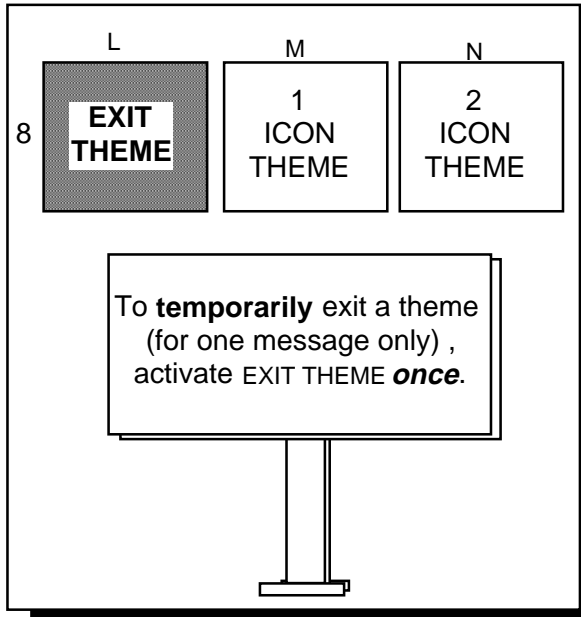 L M N
8
EXIT
THEME
1
ICON
THEME
2
ICON
THEME
To temporarily exit a theme
(for one message only) ,
activate EXIT THEME once.